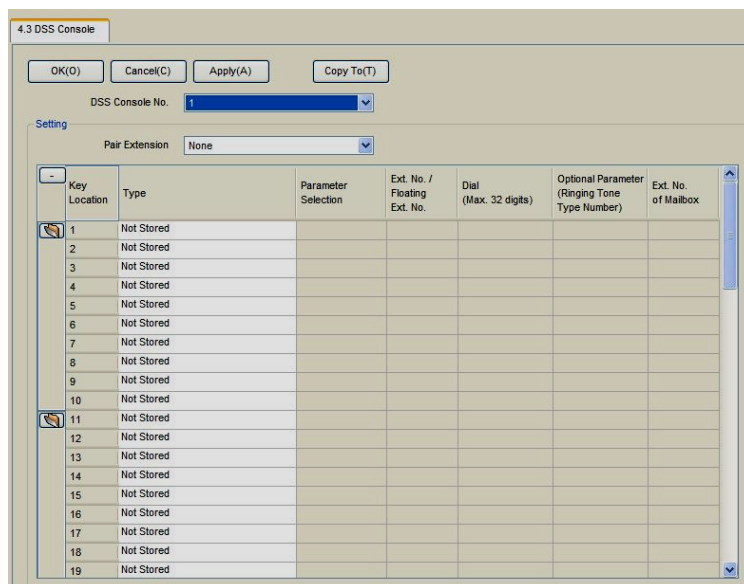 4.3 DSS Console
OK(O) Cancel(C) Apply(A) Copy To(T)
DSS Console No. 1
Setting
Pair Extension None
-
Key Location Type Parameter Selection Ext. No. / Floating Ext. No. Dial (Max. 32 digits) Optional Parameter (Ringing Tone Type Number) Ext. No. of Mailbox
1 Not Stored
2 Not Stored
3 Not Stored
4 Not Stored
5 Not Stored
6 Not Stored
7 Not Stored
8 Not Stored
9 Not Stored
10 Not Stored
11 Not Stored
12 Not Stored
13 Not Stored
14 Not Stored
15 Not Stored
16 Not Stored
17 Not Stored
18 Not Stored
19 Not Stored